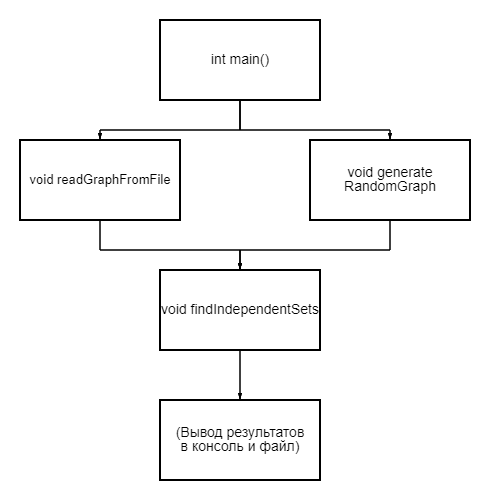 int main()
void readGraphFromFile
void generate
RandomGraph
void findIndependentSets
(Вывод результатов
в консоль и файл)